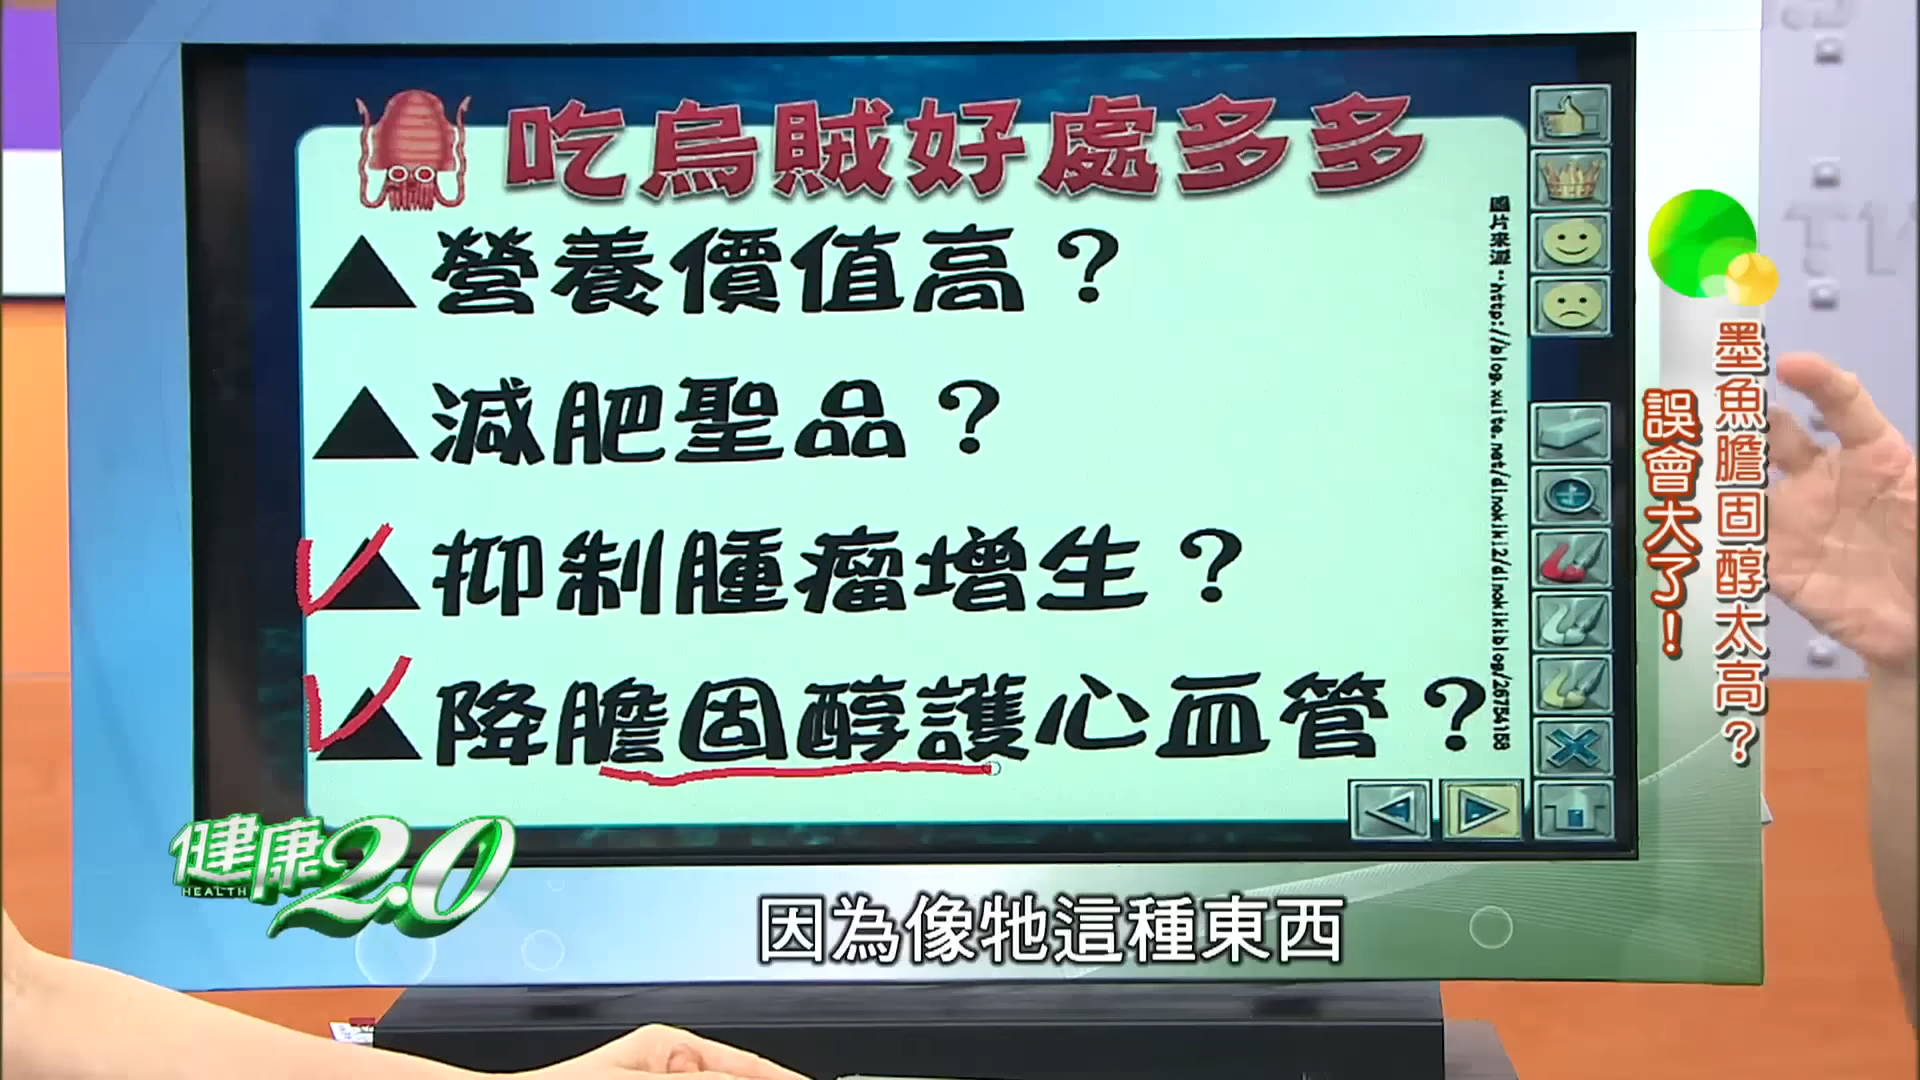 吃烏賊好處多多
▲營養價值高？
▲減肥聖品？
▲抑制腫瘤增生？
▲降膽固醇護心血管？
圖片來源：http://blog.xuite.net/dinokiki2/dinokikiblog/26754158
墨魚膽固醇太高？
誤會大了！
健康2.0
HEALTH
因為像牠這種東西